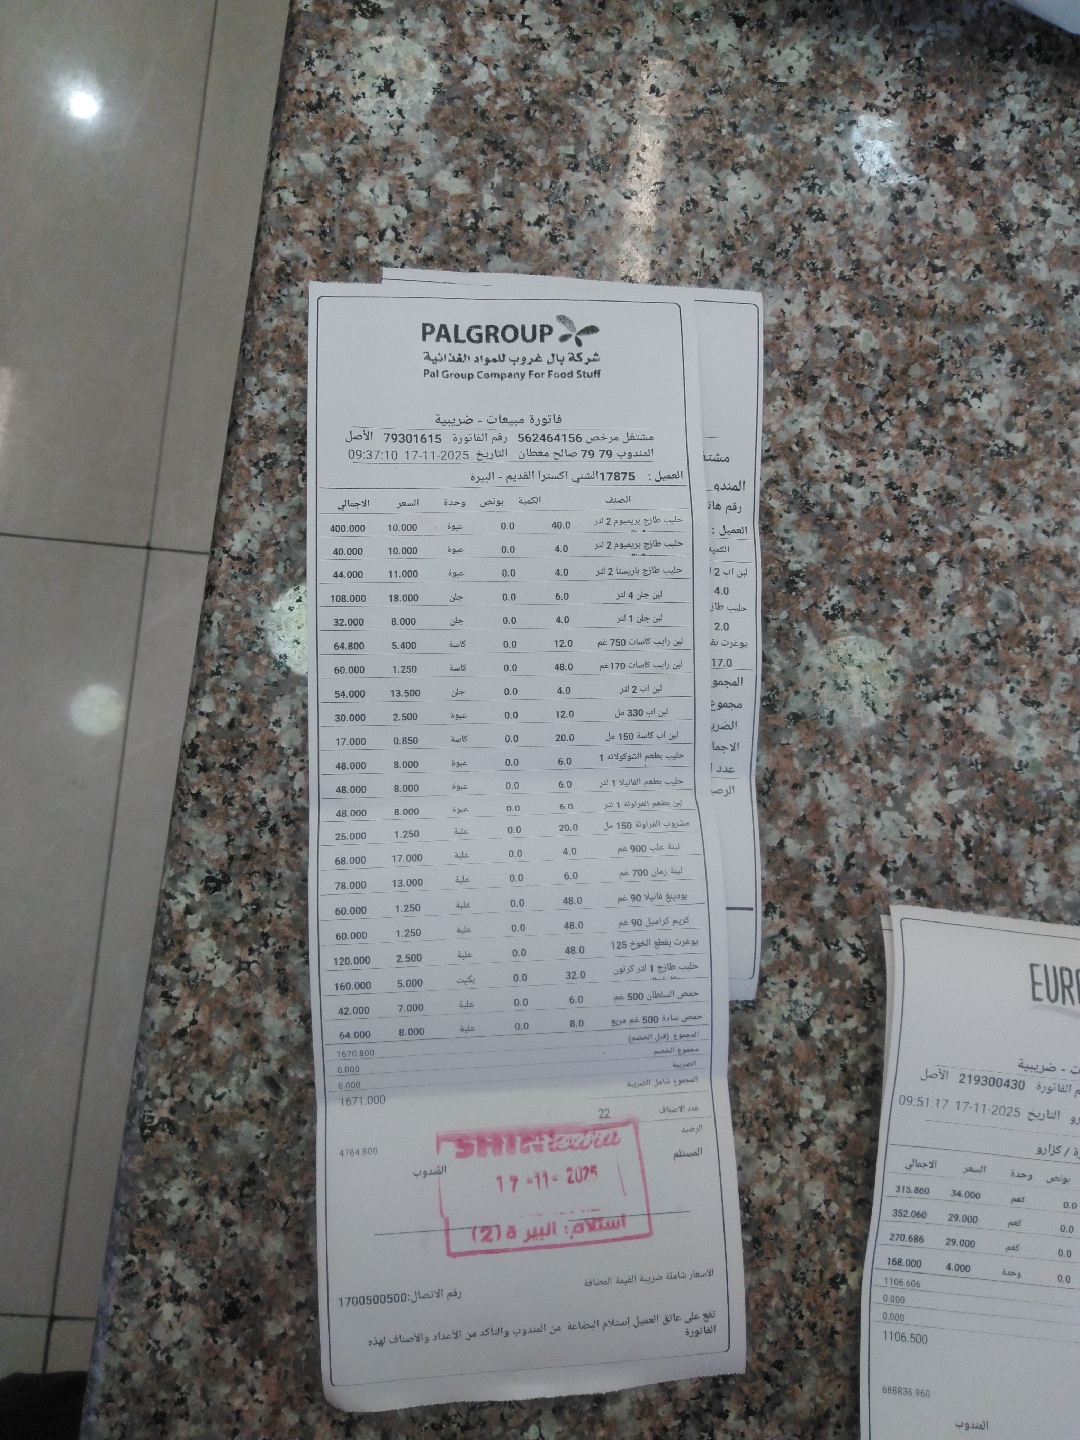 PALGROUP
شركة بال غروب للمواد الغذائية
Pal Group Company For Food Stuff
فاتورة مبيعات - ضريبية
مشتغل مرخص 562464156 رقم الفاتورة 79301615 الأصل
المندوب 79 79 صالح معطان التاريخ 17-11-2025 09:37:10
العميل : 17875الشني اكسترا القديم - البيره
الصنف الكمية بونص وحدة السعر الاجمالي
حليب طازج بريميوم 2 لتر 40.0 0.0 عبوة 10.000 400.000
حليب طازج بريميوم 2 لتر 4.0 0.0 عبوة 10.000 40.000
حليب طازج باريستا 2 لتر 4.0 0.0 عبوة 11.000 44.000
لبن جلن 4 لتر 6.0 0.0 جلن 18.000 108.000
لبن جلن 1 لتر 4.0 0.0 جلن 8.000 32.000
لبن رايب كاسات 750 غم 12.0 0.0 كاسة 5.400 64.800
لبن رايب كاسات 170غم 48.0 0.0 كاسة 1.250 60.000
لبن اب 2 لتر 4.0 0.0 جلن 13.500 54.000
لبن اب 330 مل 12.0 0.0 عبوة 2.500 30.000
لبن اب كاسة 150 مل 20.0 0.0 كاسة 0.850 17.000
حليب بطعم الشوكولاته 1 6.0 0.0 عبوة 8.000 48.000
حليب بطعم الفانيلا 1 لتر 6.0 0.0 عبوة 8.000 48.000
لبن بطعم الفراولة 1 لتر 6.0 0.0 عبوة 8.000 48.000
مشروب الفراولة 150 مل 20.0 0.0 علبة 1.250 25.000
لبنة علب 900 غم 4.0 0.0 علبة 17.000 68.000
لبنة زمان 700 غم 6.0 0.0 علبة 13.000 78.000
بودينغ فانيلا 90 غم 48.0 0.0 علبة 1.250 60.000
كريم كراميل 90 غم 48.0 0.0 علبة 1.250 60.000
يوغرت بقطع الخوخ 125 48.0 0.0 علبة 2.500 120.000
حليب طازج 1 لتر كرتون 32.0 0.0 بكيت 5.000 160.000
حمص السلطان 500 غم 6.0 0.0 علبة 7.000 42.000
حمص سادة 500 غم مربع 8.0 0.0 علبة 8.000 64.000
المجموع (قبل الخصم) 1670.800
مجموع الخصم 0.000
الضريبة 0.000
المجموع شامل الضريبة 1671.000
عدد الاصناف 22
الرصيد 4764.800
المستلم المندوب
17-11-2025
استلام: البيرة (2)
الأسعار شاملة ضريبة القيمة المضافة
رقم الاتصال:1700500500
تقع على عاتق العميل إستلام البضاعة من المندوب والتأكد من الأعداد والأصناف لهذه
الفاتورة
المندو
العميل :
الكمية
لبن اب 2
4.0
2.0
17.0
EUR
ت - ضريبية
الفاتورة 219300430 الأصل
التاريخ 17-11-2025 09:51:17
بونص وحدة السعر الاجمالي
0.0 كغم 34.000 315.860
0.0 كغم 29.000 352.060
0.0 كغم 29.000 270.686
0.0 وحدة 4.000 168.000
1106.606
0.000
0.000
1106.500
688836.960
المندوب